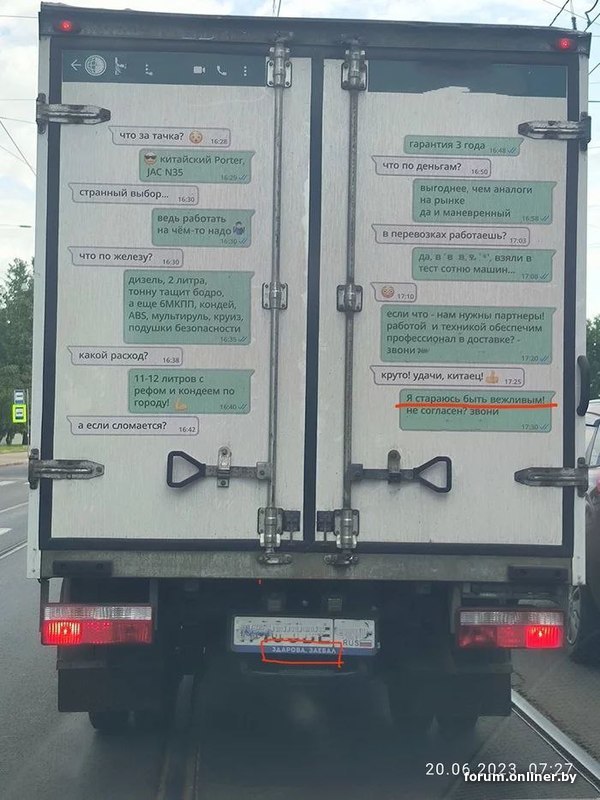 что за тачка?
16:28
китайский Porter,
JAC N35
16:29
странный выбор...
16:30
ведь работать
на чём-то надо
16:30
что по железу?
16:30
дизель, 2 литра,
тонну тащит бодро,
а еще 6МКПП, кондей,
ABS, мультируль, круиз,
подушки безопасности
16:35
какой расход?
16:38
11-12 литров с
рефом и кондеем по
городу!
16:40
а если сломается?
16:42
гарантия 3 года
16:48
что по деньгам?
16:50
выгоднее, чем аналоги
на рынке
да и маневренный
16:58
в перевозках работаешь?
17:03
да, в взяли в
тест сотню машин...
17:08
17:10
если что - нам нужны партнеры!
работой и техникой обеспечим
профессионал в доставке? -
звони
17:20
круто! удачи, китаец!
17:25
Я стараюсь быть вежливым!
не согласен? звони
17:30
RUS
ЗДАРОВА, ЗАЕБАЛ
20.06.2023 07:27
forum.onliner.by